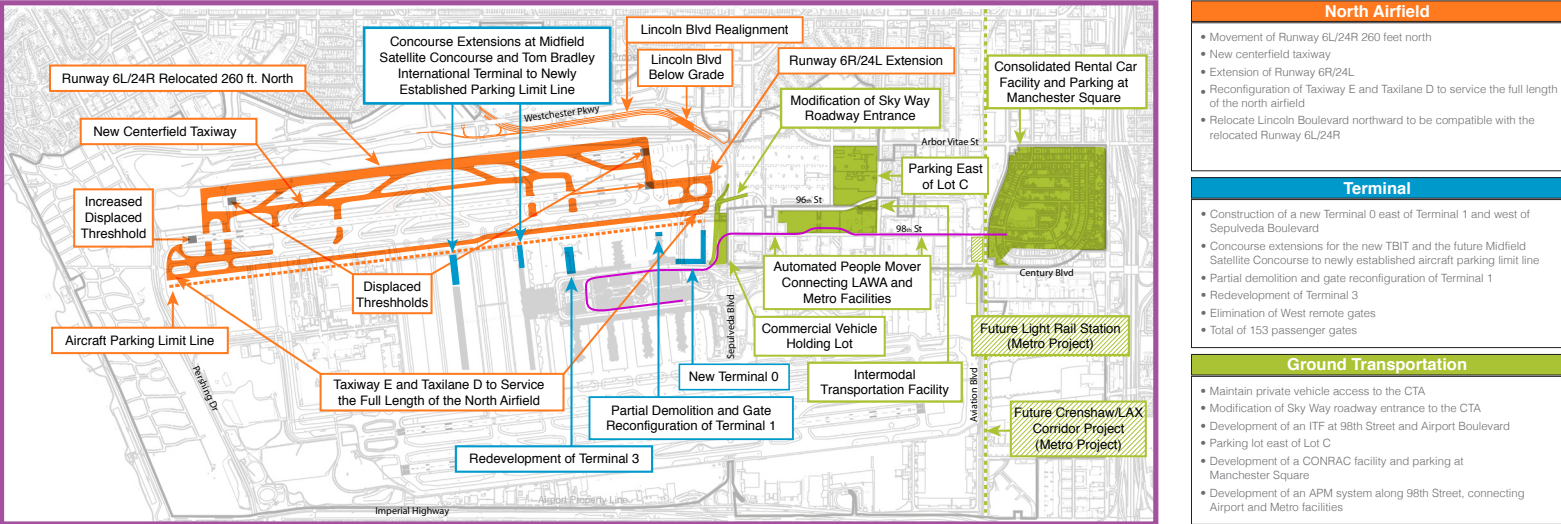 Concourse Extensions at Midfield
Satellite Concourse and Tom Bradley
International Terminal to Newly
Established Parking Limit Line
Lincoln Blvd Realignment
Lincoln Blvd
Below Grade
Runway 6R/24L Extension
Consolidated Rental Car
Facility and Parking at
Manchester Square
Runway 6L/24R Relocated 260 ft. North
Modification of Sky Way
Roadway Entrance
New Centerfield Taxiway
Westchester Pkwy
Arbor Vitae St
Parking East
of Lot C
Increased
Displaced
Threshhold
96th St
98th St
Century Blvd
Displaced
Threshholds
Automated People Mover
Connecting LAWA and
Metro Facilities
Aircraft Parking Limit Line
Sepulveda Blvd
Commercial Vehicle
Holding Lot
Future Light Rail Station
(Metro Project)
Pershing Dr
Taxiway E and Taxilane D to Service
the Full Length of the North Airfield
New Terminal 0
Intermodal
Transportation Facility
Aviation Blvd
Partial Demolition and Gate
Reconfiguration of Terminal 1
Future Crenshaw/LAX
Corridor Project
(Metro Project)
Redevelopment of Terminal 3
Airport Property Line
Imperial Highway
North Airfield
• Movement of Runway 6L/24R 260 feet north
• New centerfield taxiway
• Extension of Runway 6R/24L
• Reconfiguration of Taxiway E and Taxilane D to service the full length
of the north airfield
• Relocate Lincoln Boulevard northward to be compatible with the
relocated Runway 6L/24R
Terminal
• Construction of a new Terminal 0 east of Terminal 1 and west of
Sepulveda Boulevard
• Concourse extensions for the new TBIT and the future Midfield
Satellite Concourse to newly established aircraft parking limit line
• Partial demolition and gate reconfiguration of Terminal 1
• Redevelopment of Terminal 3
• Elimination of West remote gates
• Total of 153 passenger gates
Ground Transportation
• Maintain private vehicle access to the CTA
• Modification of Sky Way roadway entrance to the CTA
• Development of an ITF at 98th Street and Airport Boulevard
• Parking lot east of Lot C
• Development of a CONRAC facility and parking at
Manchester Square
• Development of an APM system along 98th Street, connecting
Airport and Metro facilities